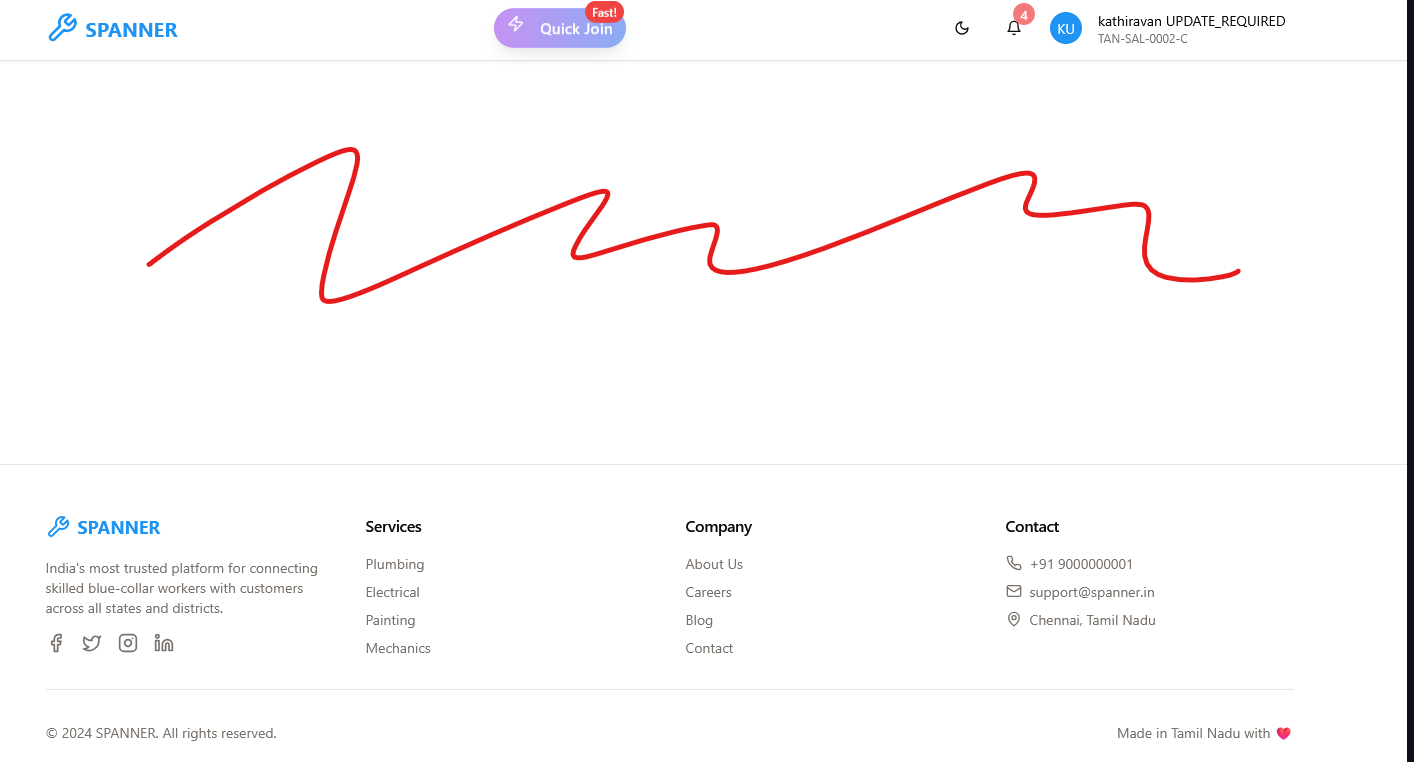 SPANNER
Quick Join
Fast!
4
KU
kathiravan UPDATE_REQUIRED
TAN-SAL-0002-C
SPANNER
India's most trusted platform for connecting
skilled blue-collar workers with customers
across all states and districts.
Services
Plumbing
Electrical
Painting
Mechanics
Company
About Us
Careers
Blog
Contact
Contact
+91 9000000001
support@spanner.in
Chennai, Tamil Nadu
© 2024 SPANNER. All rights reserved.
Made in Tamil Nadu with ❤️